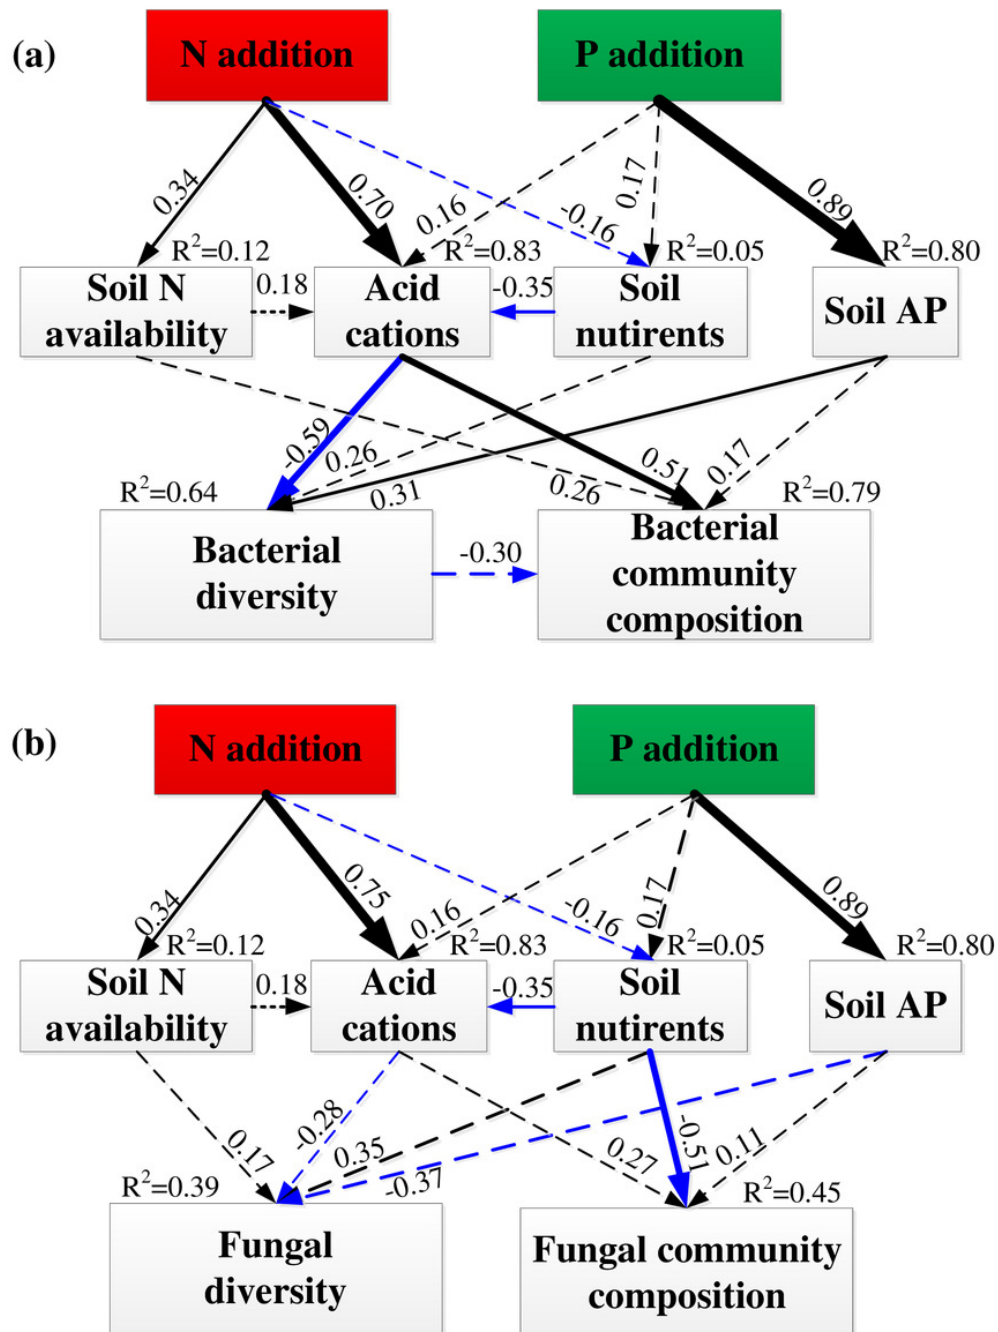 (a)
N addition
P addition
0.34
0.70
0.16
-0.16
0.17
0.89
R²=0.12
R²=0.83
R²=0.05
R²=0.80
Soil N
availability
0.18
Acid
cations
-0.35
Soil
nutirents
Soil AP
-0.59
0.26
0.31
0.26
0.51
0.17
R²=0.64
R²=0.79
Bacterial
diversity
-0.30
Bacterial
community
composition
(b)
N addition
P addition
0.34
0.75
0.16
-0.16
0.17
0.89
R²=0.12
R²=0.83
R²=0.05
R²=0.80
Soil N
availability
0.18
Acid
cations
-0.35
Soil
nutirents
Soil AP
0.17
-0.28
0.35
-0.37
0.27
-0.51
0.11
R²=0.39
R²=0.45
Fungal
diversity
Fungal community
composition